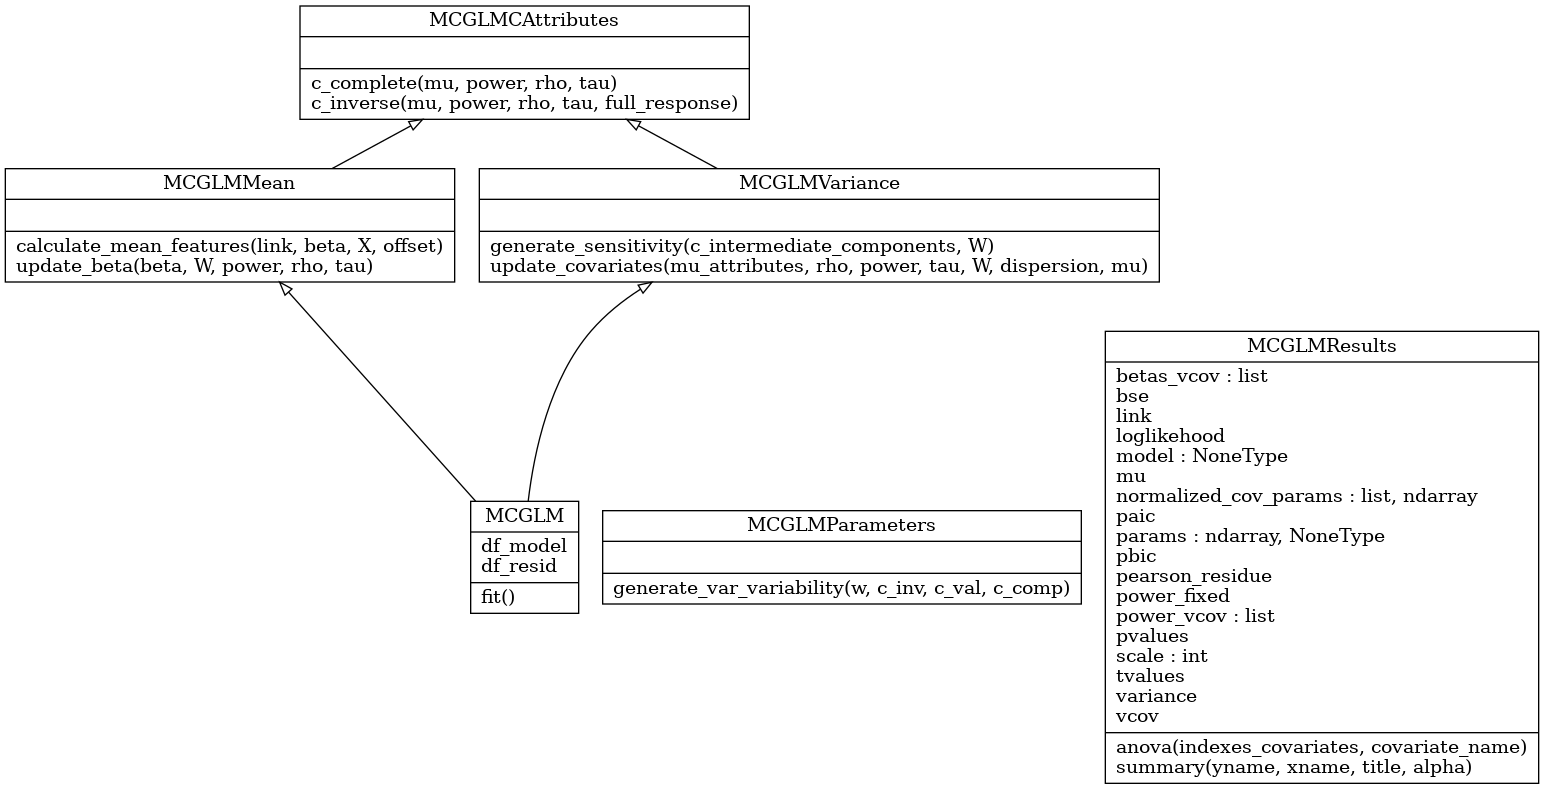 MCGLMCAttributes
c_complete(mu, power, rho, tau)
c_inverse(mu, power, rho, tau, full_response)
MCGLMMean
calculate_mean_features(link, beta, X, offset)
update_beta(beta, W, power, rho, tau)
MCGLMVariance
generate_sensitivity(c_intermediate_components, W)
update_covariates(mu_attributes, rho, power, tau, W, dispersion, mu)
MCGLM
df_model
df_resid
fit()
MCGLMParameters
generate_var_variability(w, c_inv, c_val, c_comp)
MCGLMResults
betas_vcov : list
bse
link
loglikehood
model : NoneType
mu
normalized_cov_params : list, ndarray
paic
params : ndarray, NoneType
pbic
pearson_residue
power_fixed
power_vcov : list
pvalues
scale : int
tvalues
variance
vcov
anova(indexes_covariates, covariate_name)
summary(yname, xname, title, alpha)